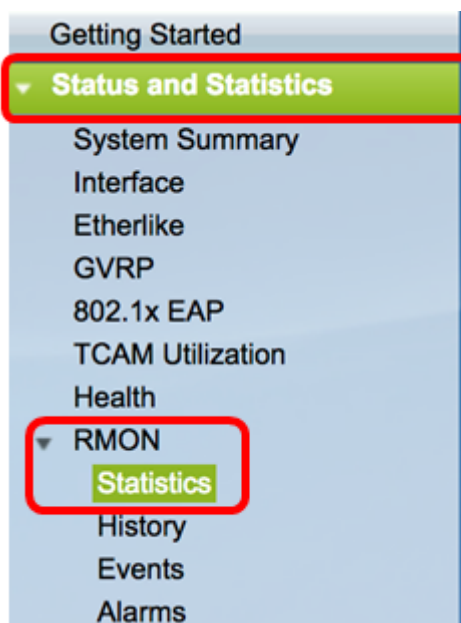 Getting Started
Status and Statistics
System Summary
Interface
Etherlike
GVRP
802.1x EAP
TCAM Utilization
Health
RMON
Statistics
History
Events
Alarms